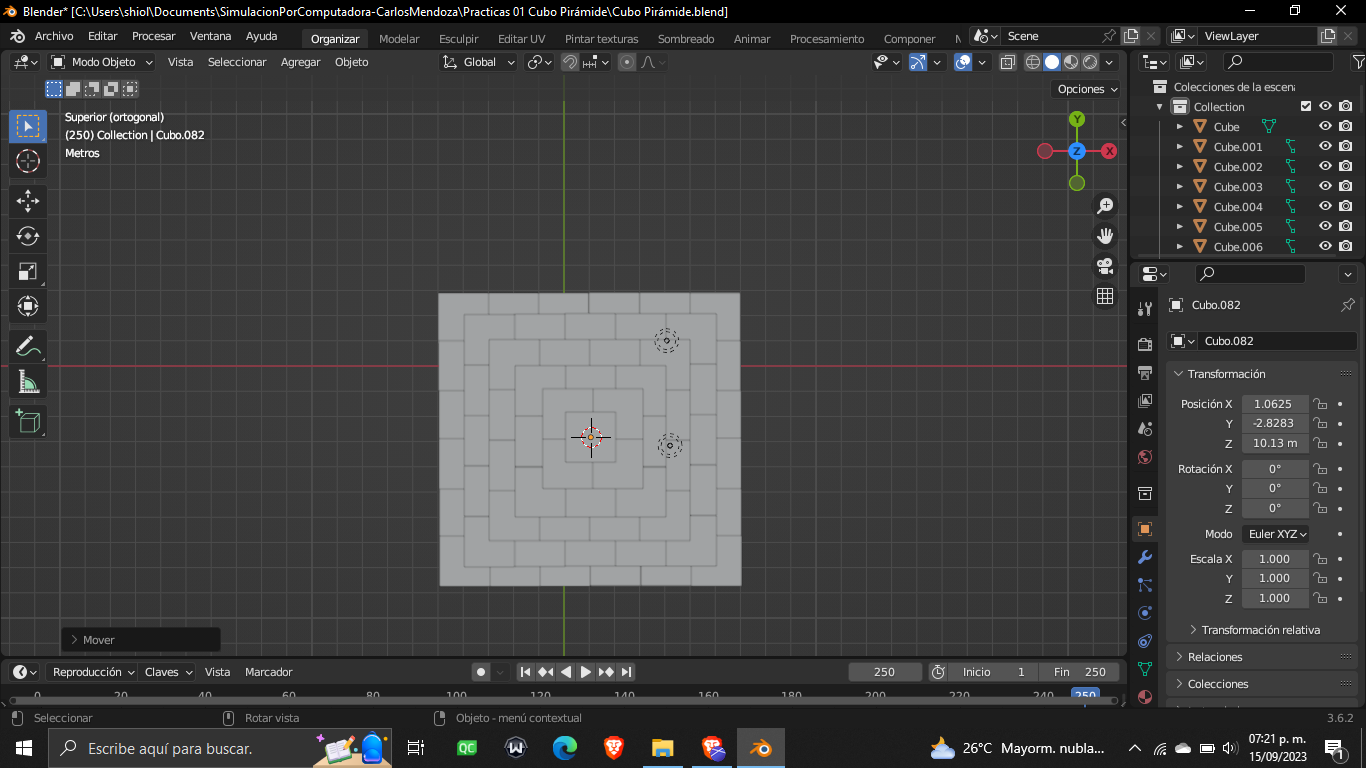 Blender* [C:\Users\shiol\Documents\SimulacionPorComputadora-CarlosMendoza\Practicas 01 Cubo Pirámide\Cubo Pirámide.blend]
Archivo Editar Procesar Ventana Ayuda Organizar Modelar Esculpir Editar UV Pintar texturas Sombreado Animar Procesamiento Componer Scene ViewLayer
Modo Objeto Vista Seleccionar Agregar Objeto Global
Opciones
Superior (ortogonal)
(250) Collection | Cubo.082
Metros
Y
Z
X
Colecciones de la escena
Collection
Cube
Cube.001
Cube.002
Cube.003
Cube.004
Cube.005
Cube.006
Cubo.082
Cubo.082
Transformación
Posición X 1.0625
Y -2.8283
Z 10.13 m
Rotación X 0°
Y 0°
Z 0°
Modo Euler XYZ
Escala X 1.000
Y 1.000
Z 1.000
Transformación relativa
Relaciones
Colecciones
Mover
Reproducción Claves Vista Marcador 250 Inicio 1 Fin 250
0 20 40 60 80 100 120 140 160 180 200 220 240 250
Seleccionar Rotar vista Objeto - menú contextual 3.6.2
Escribe aquí para buscar. QC 26°C Mayorm. nubla... 07:21 p. m.
15/09/2023
1